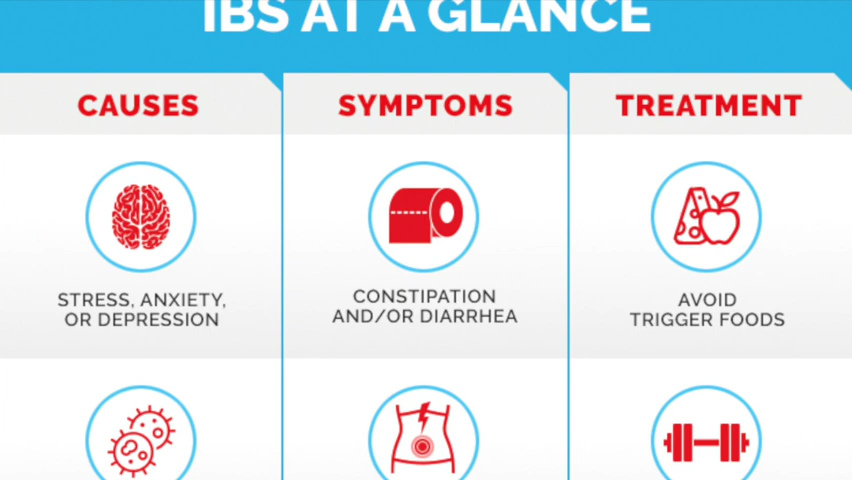 IBS AT A GLANCE
CAUSES
SYMPTOMS
TREATMENT
STRESS, ANXIETY,
OR DEPRESSION
CONSTIPATION
AND/OR DIARRHEA
AVOID
TRIGGER FOODS